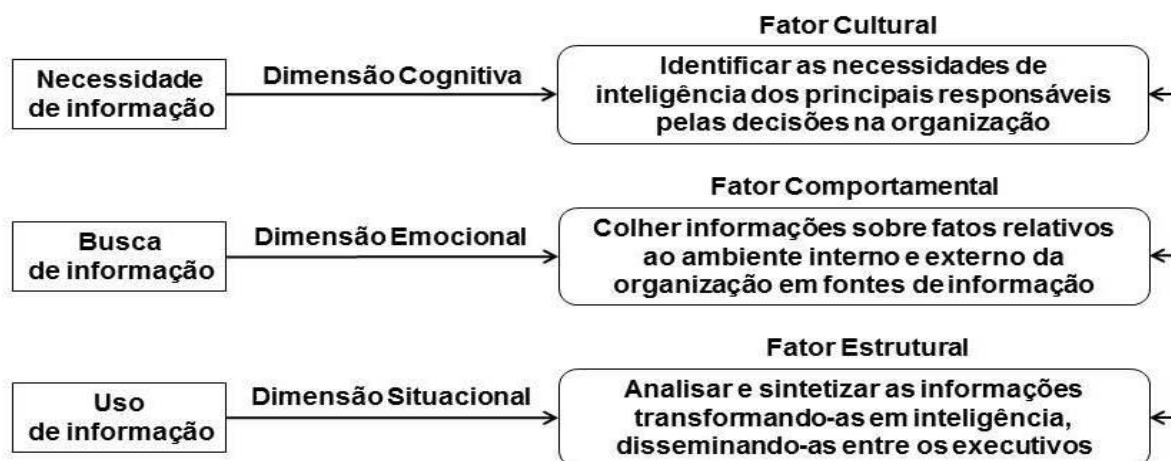 Fator Cultural
Necessidade
de informação
Dimensão Cognitiva
Identificar as necessidades de
inteligência dos principais responsáveis
pelas decisões na organização
Fator Comportamental
Busca
de informação
Dimensão Emocional
Colher informações sobre fatos relativos
ao ambiente interno e externo da
organização em fontes de informação
Fator Estrutural
Uso
de informação
Dimensão Situacional
Analisar e sintetizar as informações
transformando-as em inteligência,
disseminando-as entre os executivos